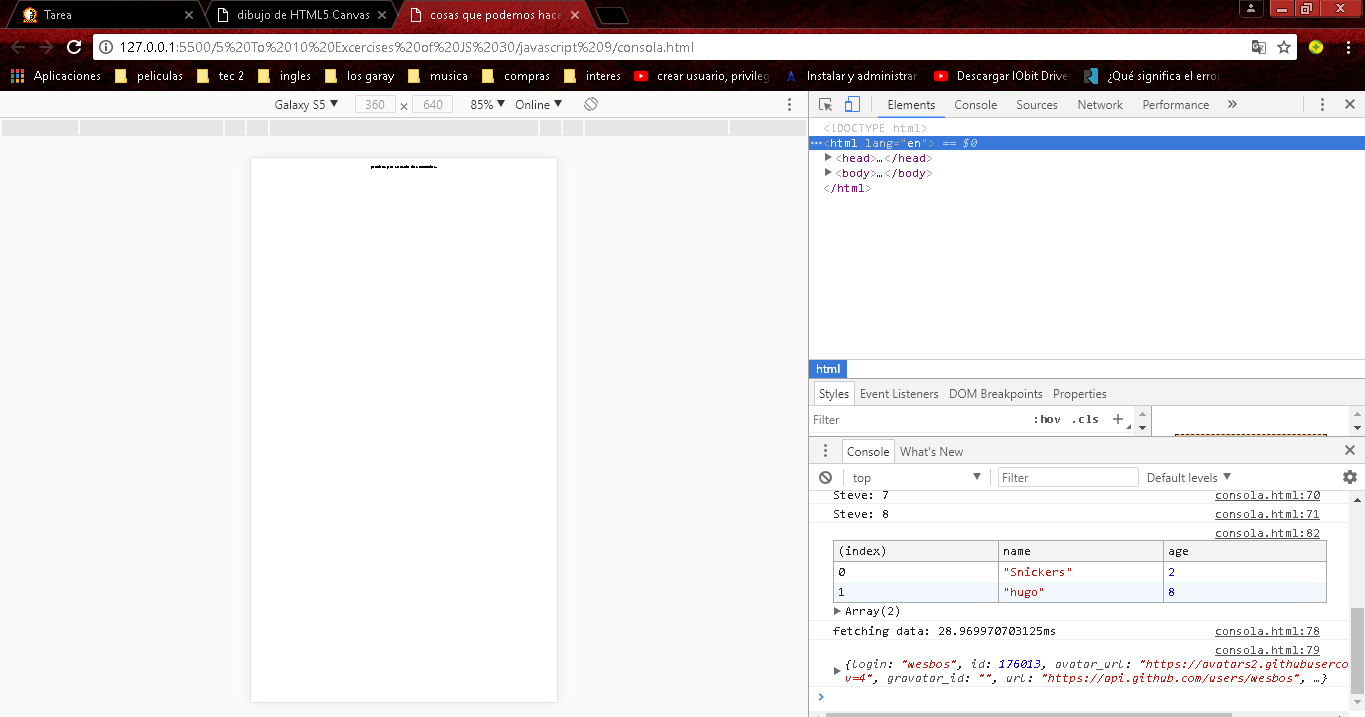 Tarea
dibujo de HTML5 Canvas
cosas que podemos hace
127.0.0.1:5500/5%20To%2010%20Excercises%20of%20JS%2030/javascript%209/consola.html
Aplicaciones peliculas tec 2 ingles los garay musica compras interes crear usuario, privileg Instalar y administrar Descargar IObit Drive ¿Qué significa el erro
Galaxy S5 ▼ 360 × 640 85% ▼ Online ▼
Elements Console Sources Network Performance »
<!DOCTYPE html>
<html lang="en"> == $0
<head>…</head>
<body>…</body>
</html>
html
Styles Event Listeners DOM Breakpoints Properties
Filter :hov .cls +
Console What's New
top ▼ Filter Default levels ▼
Steve: 7 consola.html:70
Steve: 8 consola.html:71
consola.html:82
(index) name age
0 "Snickers" 2
1 "hugo" 8
Array(2)
fetching data: 28.969970703125ms consola.html:78
consola.html:79
{login: "wesbos", id: 176013, avatar_url: "https://avatars2.githubuserco
v=4", gravatar_id: "", url: "https://api.github.com/users/wesbos", …}